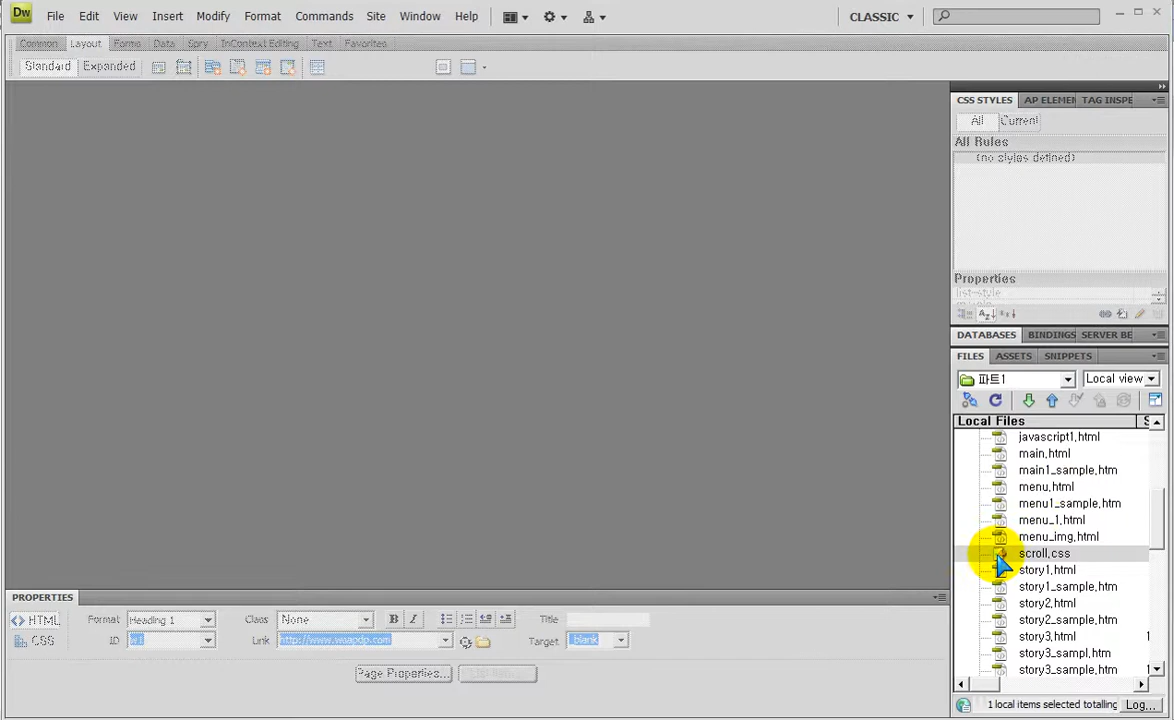 Dw File Edit View Insert Modify Format Commands Site Window Help CLASSIC
Common Layout Forms Data Spry InContext Editing Text Favorites
Standard Expanded
CSS STYLES AP ELEMEN TAG INSPE
All Current
All Rules
(no styles defined)
Properties
list-style
DATABASES BINDINGS SERVER BE
FILES ASSETS SNIPPETS
파트1 Local view
Local Files S
javascript1.html
main.html
main1_sample.htm
menu.html
menu1_sample.htm
menu_1.html
menu_img.html
scroll.css
story1.html
story1_sample.htm
story2.html
story2_sample.htm
story3.html 1
story3_sampl.htm
story3_sample.htm 1
1 local items selected totalling Log...
PROPERTIES
HTML Format Heading 1 Class None B I Title
CSS ID Link Target _blank
Page Properties...